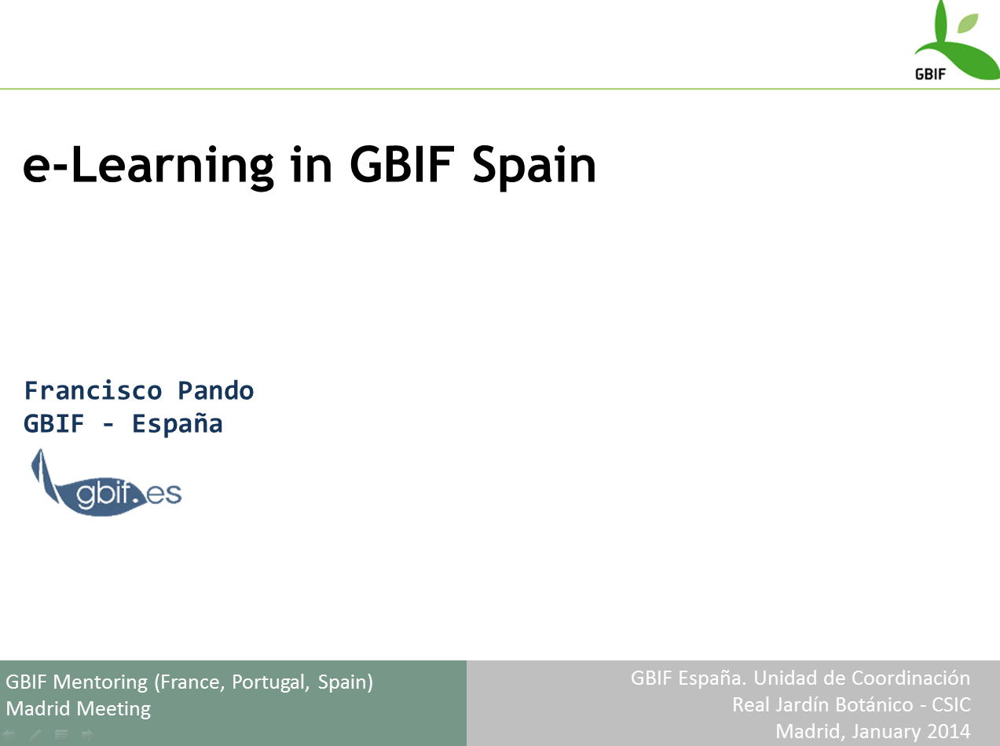 GBIF
e-Learning in GBIF Spain
Francisco Pando
GBIF - España
gbif.es
GBIF Mentoring (France, Portugal, Spain)
Madrid Meeting
GBIF España. Unidad de Coordinación
Real Jardín Botánico - CSIC
Madrid, January 2014